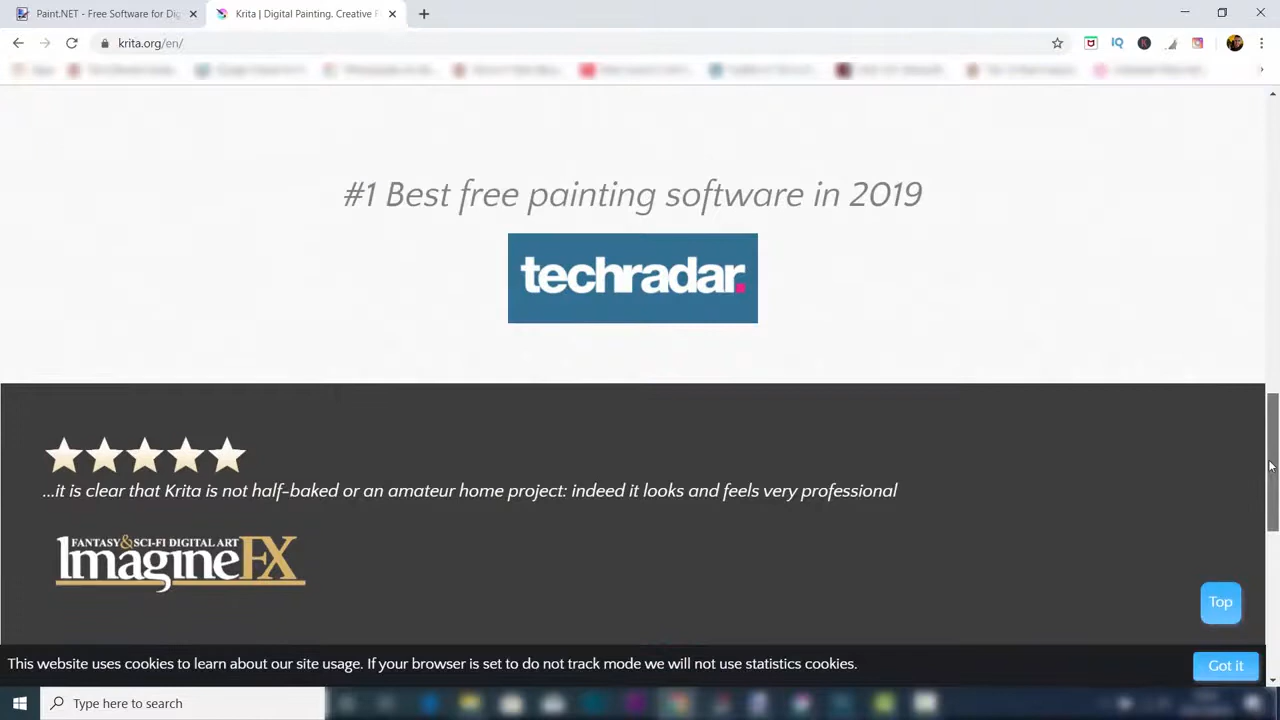 Paint.NET - Free Software for Dig
Krita | Digital Painting. Creative F
krita.org/en/
IQ
#1 Best free painting software in 2019
techradar.
...it is clear that Krita is not half-baked or an amateur home project: indeed it looks and feels very professional
FANTASY & SCI-FI DIGITAL ART
ImagineFX
Top
This website uses cookies to learn about our site usage. If your browser is set to do not track mode we will not use statistics cookies.
Got it
Type here to search